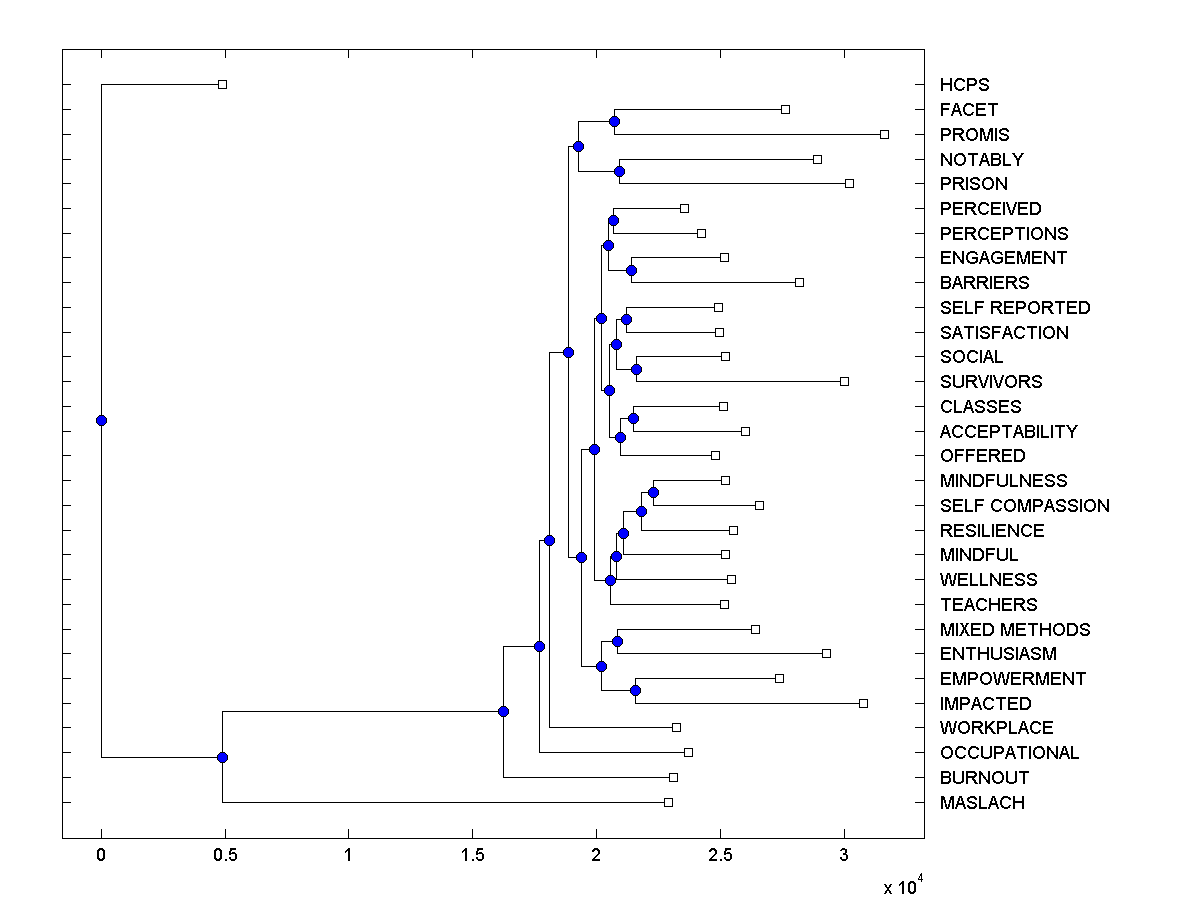 HCPS
FACET
PROMIS
NOTABLY
PRISON
PERCEIVED
PERCEPTIONS
ENGAGEMENT
BARRIERS
SELF REPORTED
SATISFACTION
SOCIAL
SURVIVORS
CLASSES
ACCEPTABILITY
OFFERED
MINDFULNESS
SELF COMPASSION
RESILIENCE
MINDFUL
WELLNESS
TEACHERS
MIXED METHODS
ENTHUSIASM
EMPOWERMENT
IMPACTED
WORKPLACE
OCCUPATIONAL
BURNOUT
MASLACH
0 0.5 1 1.5 2 2.5 3
x 10^4